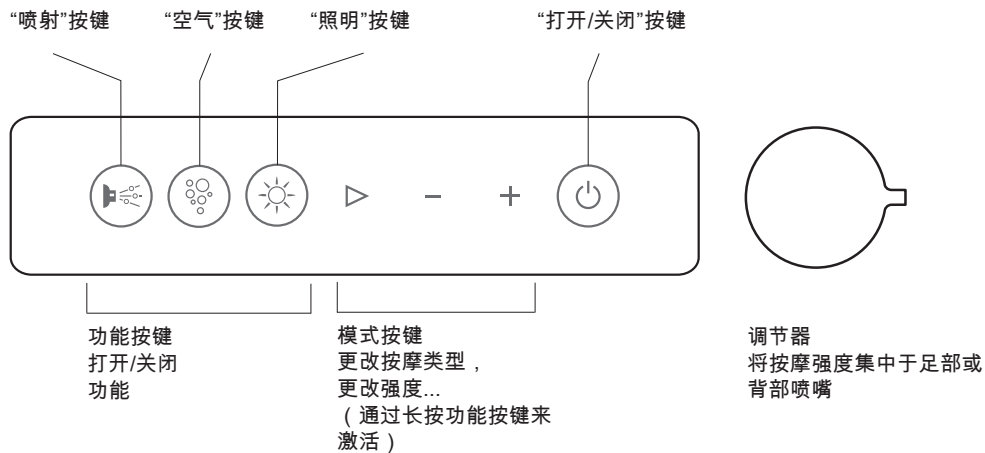 “喷射”按键
“空气”按键
“照明”按键
“打开/关闭”按键
功能按键
打开/关闭
功能
模式按键
更改按摩类型，
更改强度...
（通过长按功能按键来
激活）
调节器
将按摩强度集中于足部或
背部喷嘴